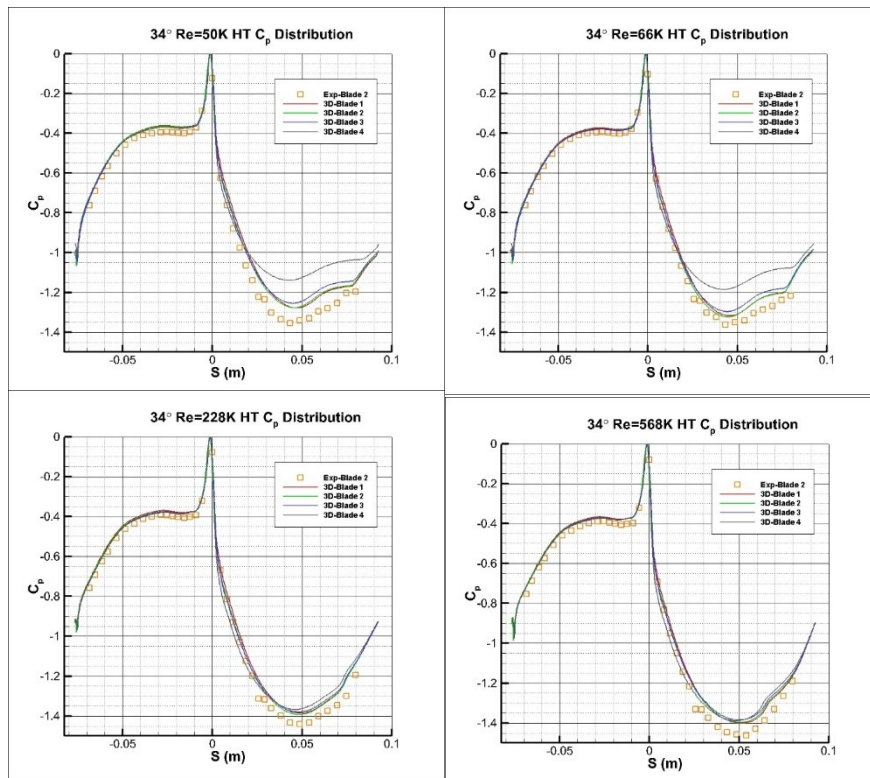 34° Re=50K HT Cp Distribution
0
-0.2
-0.4
-0.6
-0.8
-1
-1.2
-1.4
Cp
Exp-Blade 2
3D-Blade 1
3D-Blade 2
3D-Blade 3
3D-Blade 4
-0.05
0
0.05
0.1
S (m)
34° Re=66K HT Cp Distribution
0
-0.2
-0.4
-0.6
-0.8
-1
-1.2
-1.4
Cp
Exp-Blade 2
3D-Blade 1
3D-Blade 2
3D-Blade 3
3D-Blade 4
-0.05
0
0.05
0.1
S (m)
34° Re=228K HT Cp Distribution
0
-0.2
-0.4
-0.6
-0.8
-1
-1.2
-1.4
Cp
Exp-Blade 2
3D-Blade 1
3D-Blade 2
3D-Blade 3
3D-Blade 4
-0.05
0
0.05
0.1
S (m)
34° Re=568K HT Cp Distribution
0
-0.2
-0.4
-0.6
-0.8
-1
-1.2
-1.4
Cp
Exp-Blade 2
3D-Blade 1
3D-Blade 2
3D-Blade 3
3D-Blade 4
-0.05
0
0.05
0.1
S (m)